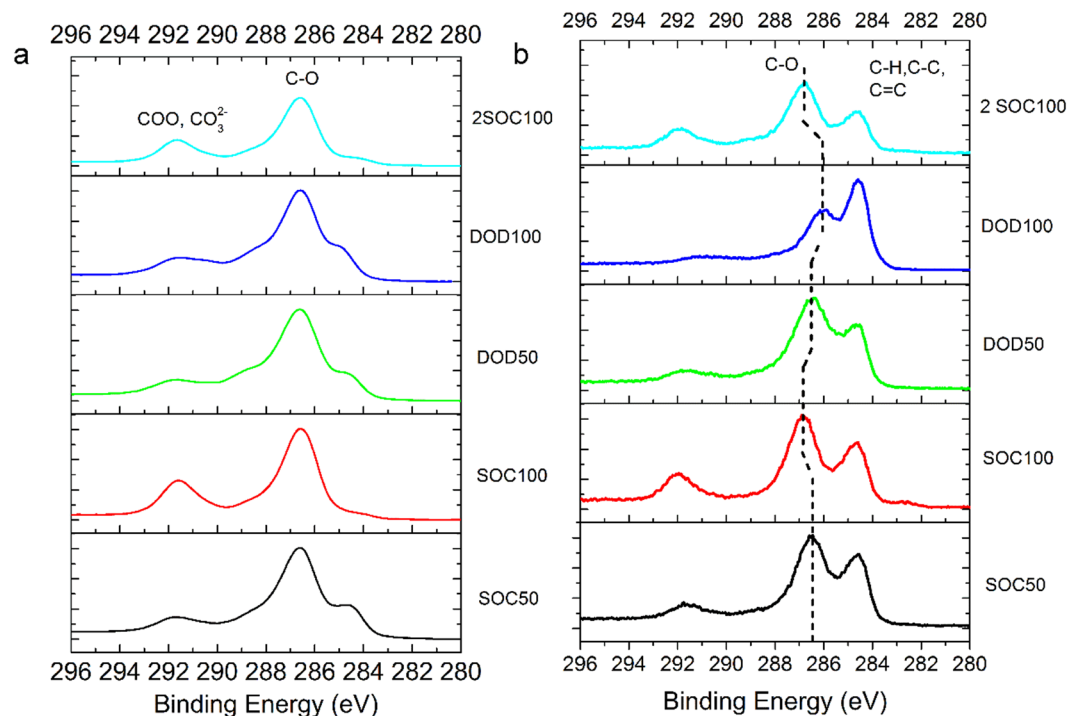 296 294 292 290 288 286 284 282 280
a
C-O
COO, CO₃²⁻
2SOC100
DOD100
DOD50
SOC100
SOC50
296 294 292 290 288 286 284 282 280
Binding Energy (eV)
296 294 292 290 288 286 284 282 280
b
C-O
C-H,C-C,
C=C
2 SOC100
DOD100
DOD50
SOC100
SOC50
296 294 292 290 288 286 284 282 280
Binding Energy (eV)